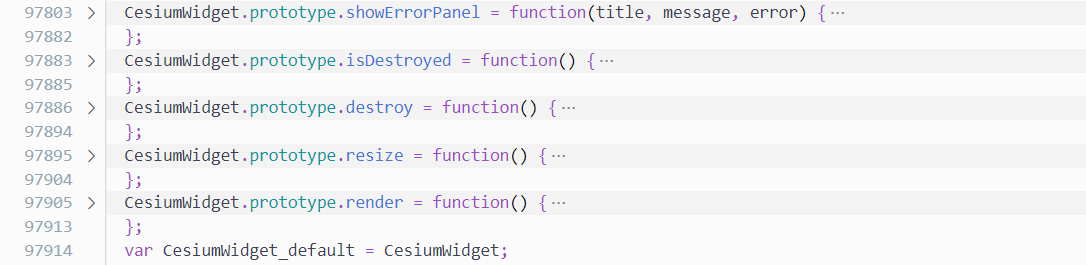 97803 > CesiumWidget.prototype.showErrorPanel = function(title, message, error) {···
97882 };
97883 > CesiumWidget.prototype.isDestroyed = function() {···
97885 };
97886 > CesiumWidget.prototype.destroy = function() {···
97894 };
97895 > CesiumWidget.prototype.resize = function() {···
97904 };
97905 > CesiumWidget.prototype.render = function() {···
97913 };
97914 var CesiumWidget_default = CesiumWidget;